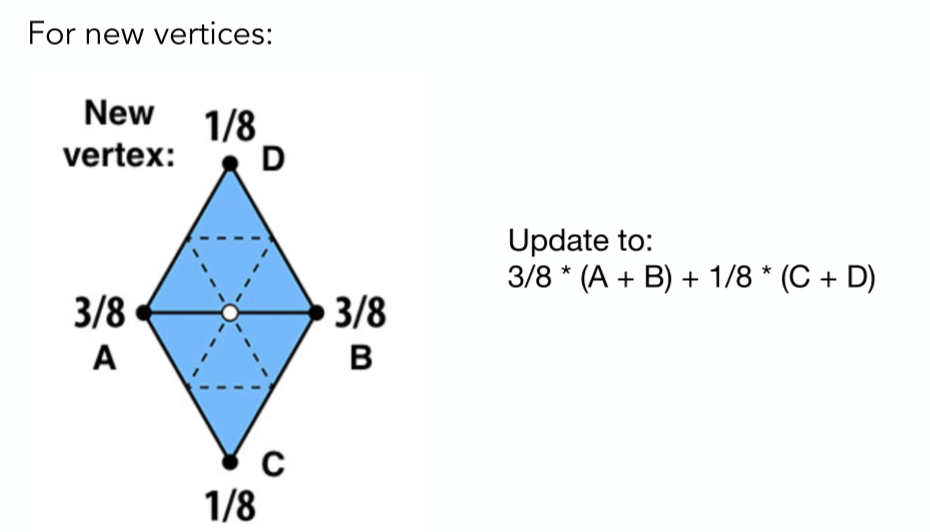 For new vertices:
New
vertex:
1/8
D
3/8
A
3/8
B
C
1/8
Update to:
3/8 * (A + B) + 1/8 * (C + D)